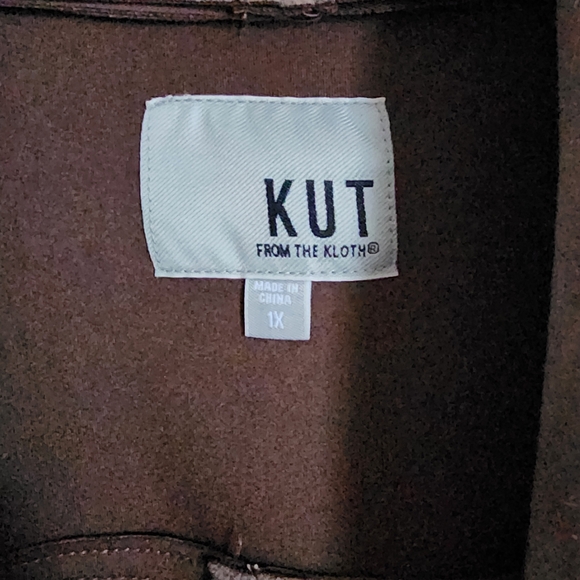 KUT
FROM THE KLOTH®
MADE IN
CHINA
1X